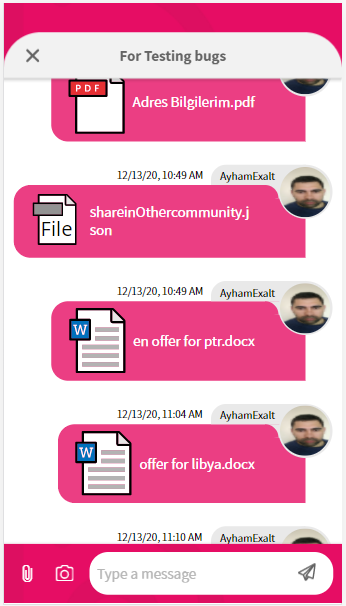 For Testing bugs
PDF
Adres Bilgilerim.pdf
12/13/20, 10:49 AM AyhamExalt
File
shareinOthercommunity.j
son
12/13/20, 10:49 AM AyhamExalt
W
en offer for ptr.docx
12/13/20, 11:04 AM AyhamExalt
W
offer for libya.docx
12/13/20, 11:10 AM AyhamExalt
Type a message